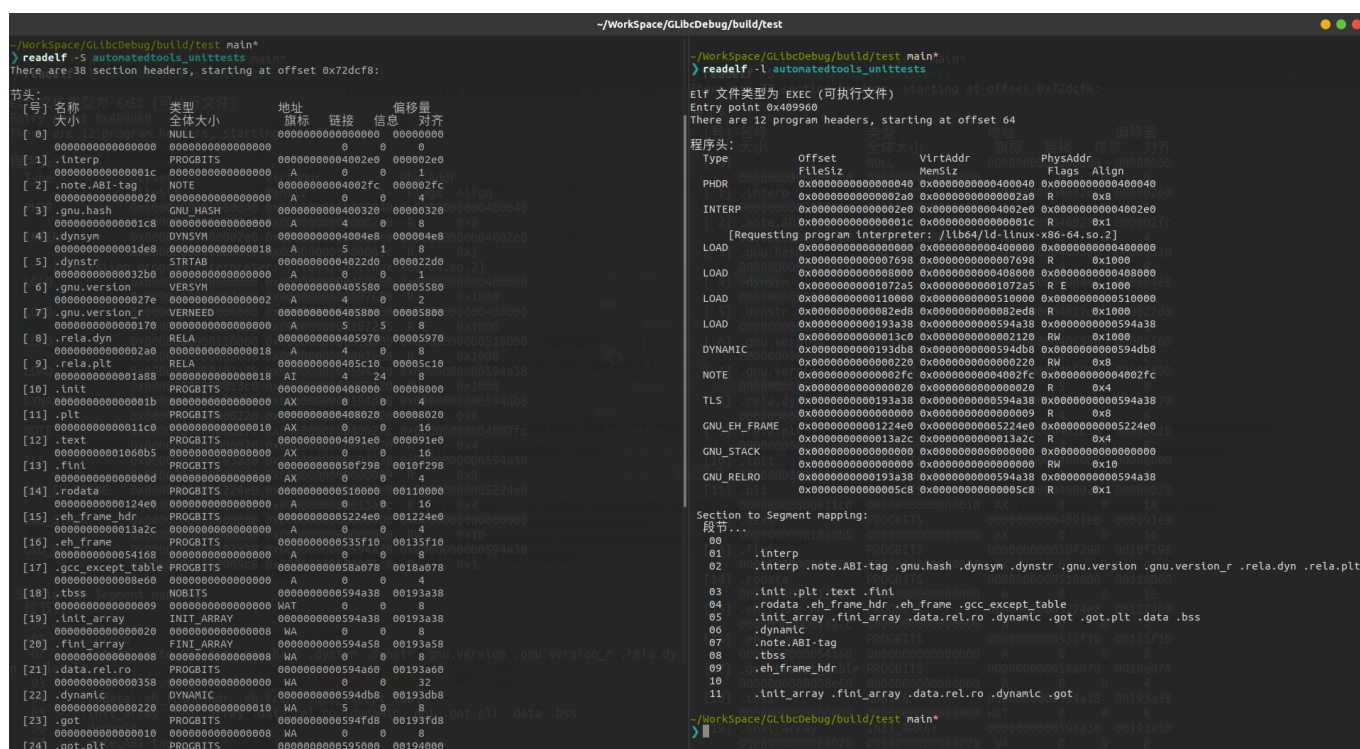 ~/WorkSpace/GLibcDebug/build/test
~/WorkSpace/GLibcDebug/build/test main*
❯ readelf -S automatedtools_unittests
There are 38 section headers, starting at offset 0x72dcf8:
节头:
[号] 名称 类型 地址 偏移量
大小 全体大小 旗标 链接 信息 对齐
[ 0] NULL 0000000000000000 00000000
0000000000000000 0000000000000000 0 0 0
[ 1] .interp PROGBITS 00000000004002e0 000002e0
000000000000001c 0000000000000000 A 0 0 1
[ 2] .note.ABI-tag NOTE 00000000004002fc 000002fc
0000000000000020 0000000000000000 A 0 0 4
[ 3] .gnu.hash GNU_HASH 0000000000400320 00000320
00000000000001c8 0000000000000000 A 4 0 8
[ 4] .dynsym DYNSYM 00000000004004e8 000004e8
0000000000001de8 0000000000000018 A 5 1 8
[ 5] .dynstr STRTAB 00000000004022d0 000022d0
00000000000032b0 0000000000000000 A 0 0 1
[ 6] .gnu.version VERSYM 0000000000405580 00005580
000000000000027e 0000000000000002 A 4 0 2
[ 7] .gnu.version_r VERNEED 0000000000405800 00005800
0000000000000170 0000000000000000 A 5 5 8
[ 8] .rela.dyn RELA 0000000000405970 00005970
00000000000002a0 0000000000000018 A 4 0 8
[ 9] .rela.plt RELA 0000000000405c10 00005c10
0000000000001a88 0000000000000018 AI 4 24 8
[10] .init PROGBITS 0000000000408000 00008000
000000000000001b 0000000000000000 AX 0 0 4
[11] .plt PROGBITS 0000000000408020 00008020
00000000000011c0 0000000000000010 AX 0 0 16
[12] .text PROGBITS 00000000004091e0 000091e0
00000000001060b5 0000000000000000 AX 0 0 16
[13] .fini PROGBITS 000000000050f298 0010f298
000000000000000d 0000000000000000 AX 0 0 4
[14] .rodata PROGBITS 0000000000510000 00110000
00000000000124e0 0000000000000000 A 0 0 16
[15] .eh_frame_hdr PROGBITS 00000000005224e0 001224e0
0000000000013a2c 0000000000000000 A 0 0 4
[16] .eh_frame PROGBITS 0000000000535f10 00135f10
0000000000054168 0000000000000000 A 0 0 8
[17] .gcc_except_table PROGBITS 000000000058a078 0018a078
0000000000008e60 0000000000000000 A 0 0 4
[18] .tbss NOBITS 0000000000594a38 00193a38
0000000000000009 0000000000000000 WAT 0 0 8
[19] .init_array INIT_ARRAY 0000000000594a38 00193a38
0000000000000020 0000000000000008 WA 0 0 8
[20] .fini_array FINI_ARRAY 0000000000594a58 00193a58
0000000000000008 0000000000000008 WA 0 0 8
[21] .data.rel.ro PROGBITS 0000000000594a60 00193a60
0000000000000358 0000000000000000 WA 0 0 32
[22] .dynamic DYNAMIC 0000000000594db8 00193db8
0000000000000220 0000000000000010 WA 5 0 8
[23] .got PROGBITS 0000000000594fd8 00193fd8
0000000000000010 0000000000000008 WA 0 0 8
[24] .got.plt PROGBITS 0000000000595000 00194000
~/WorkSpace/GLibcDebug/build/test main*
❯ readelf -l automatedtools_unittests
Elf 文件类型为 EXEC (可执行文件)
Entry point 0x409960
There are 12 program headers, starting at offset 64
程序头:
Type Offset VirtAddr PhysAddr
FileSiz MemSiz Flags Align
PHDR 0x0000000000000040 0x0000000000400040 0x0000000000400040
0x00000000000002a0 0x00000000000002a0 R 0x8
INTERP 0x00000000000002e0 0x00000000004002e0 0x00000000004002e0
0x000000000000001c 0x000000000000001c R 0x1
[Requesting program interpreter: /lib64/ld-linux-x86-64.so.2]
LOAD 0x0000000000000000 0x0000000000400000 0x0000000000400000
0x0000000000007698 0x0000000000007698 R 0x1000
LOAD 0x0000000000008000 0x0000000000408000 0x0000000000408000
0x00000000001072a5 0x00000000001072a5 R E 0x1000
LOAD 0x0000000000110000 0x0000000000510000 0x0000000000510000
0x0000000000082ed8 0x0000000000082ed8 R 0x1000
LOAD 0x0000000000193a38 0x0000000000594a38 0x0000000000594a38
0x00000000000013c0 0x0000000000002120 RW 0x1000
DYNAMIC 0x0000000000193db8 0x0000000000594db8 0x0000000000594db8
0x0000000000000220 0x0000000000000220 RW 0x8
NOTE 0x00000000000002fc 0x00000000004002fc 0x00000000004002fc
0x0000000000000020 0x0000000000000020 R 0x4
TLS 0x0000000000193a38 0x0000000000594a38 0x0000000000594a38
0x0000000000000000 0x0000000000000009 R 0x8
GNU_EH_FRAME 0x00000000001224e0 0x00000000005224e0 0x00000000005224e0
0x0000000000013a2c 0x0000000000013a2c R 0x4
GNU_STACK 0x0000000000000000 0x0000000000000000 0x0000000000000000
0x0000000000000000 0x0000000000000000 RW 0x10
GNU_RELRO 0x0000000000193a38 0x0000000000594a38 0x0000000000594a38
0x00000000000005c8 0x00000000000005c8 R 0x1
Section to Segment mapping:
段节...
00
01 .interp
02 .interp .note.ABI-tag .gnu.hash .dynsym .dynstr .gnu.version .gnu.version_r .rela.dyn .rela.plt
03 .init .plt .text .fini
04 .rodata .eh_frame_hdr .eh_frame .gcc_except_table
05 .init_array .fini_array .data.rel.ro .dynamic .got .got.plt .data .bss
06 .dynamic
07 .note.ABI-tag
08 .tbss
09 .eh_frame_hdr
10
11 .init_array .fini_array .data.rel.ro .dynamic .got
~/WorkSpace/GLibcDebug/build/test main*
❯